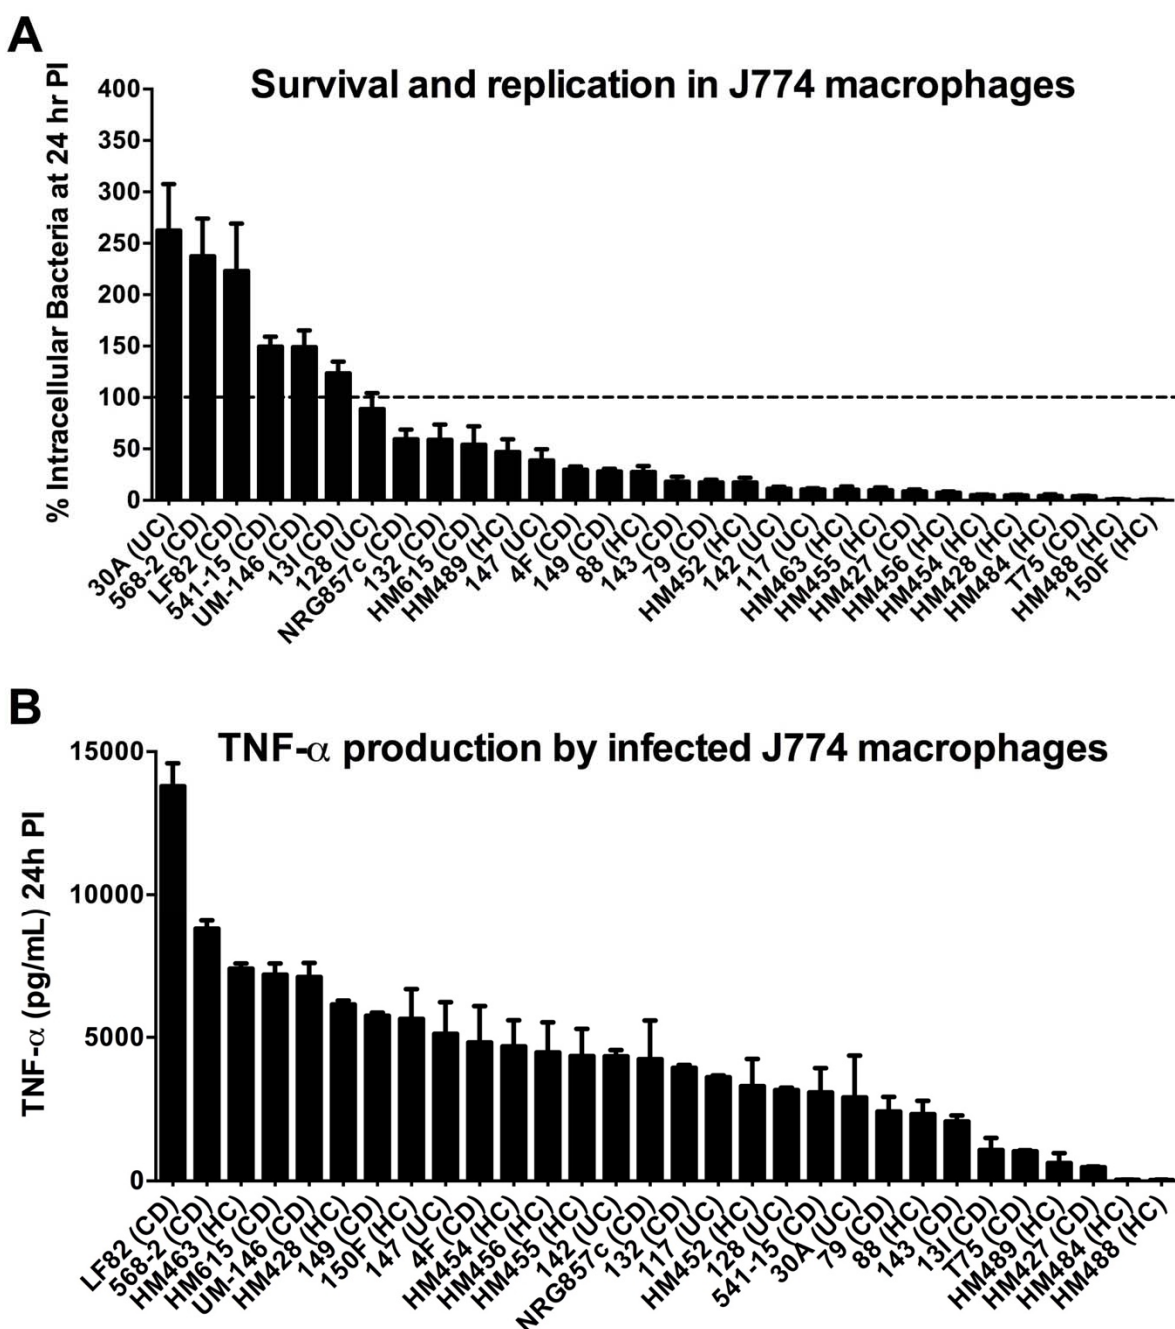 A
Survival and replication in J774 macrophages
% Intracellular Bacteria at 24 hr PI
400
350
300
250
200
150
100
50
0
30A (UC)
568-2 (CD)
LF82 (CD)
541-15 (CD)
UM-146 (CD)
13I (CD)
128 (UC)
NRG857c (CD)
132 (CD)
HM615 (CD)
HM489 (HC)
147 (UC)
4F (CD)
149 (CD)
88 (HC)
143 (CD)
79 (CD)
HM452 (HC)
142 (UC)
117 (UC)
HM463 (HC)
HM455 (HC)
HM427 (CD)
HM456 (HC)
HM454 (HC)
HM428 (HC)
HM484 (HC)
T75 (CD)
HM488 (HC)
150F (HC)
B
TNF-α production by infected J774 macrophages
TNF-α (pg/mL) 24h PI
15000
10000
5000
0
LF82 (CD)
568-2 (CD)
HM463 (HC)
HM615 (CD)
UM-146 (CD)
HM428 (HC)
149 (CD)
150F (HC)
147 (UC)
4F (CD)
HM454 (HC)
HM456 (HC)
HM455 (HC)
142 (UC)
NRG857c (CD)
132 (CD)
117 (UC)
HM452 (HC)
128 (UC)
541-15 (CD)
30A (UC)
79 (CD)
88 (HC)
143 (CD)
13I (CD)
T75 (CD)
HM489 (HC)
HM427 (CD)
HM484 (HC)
HM488 (HC)